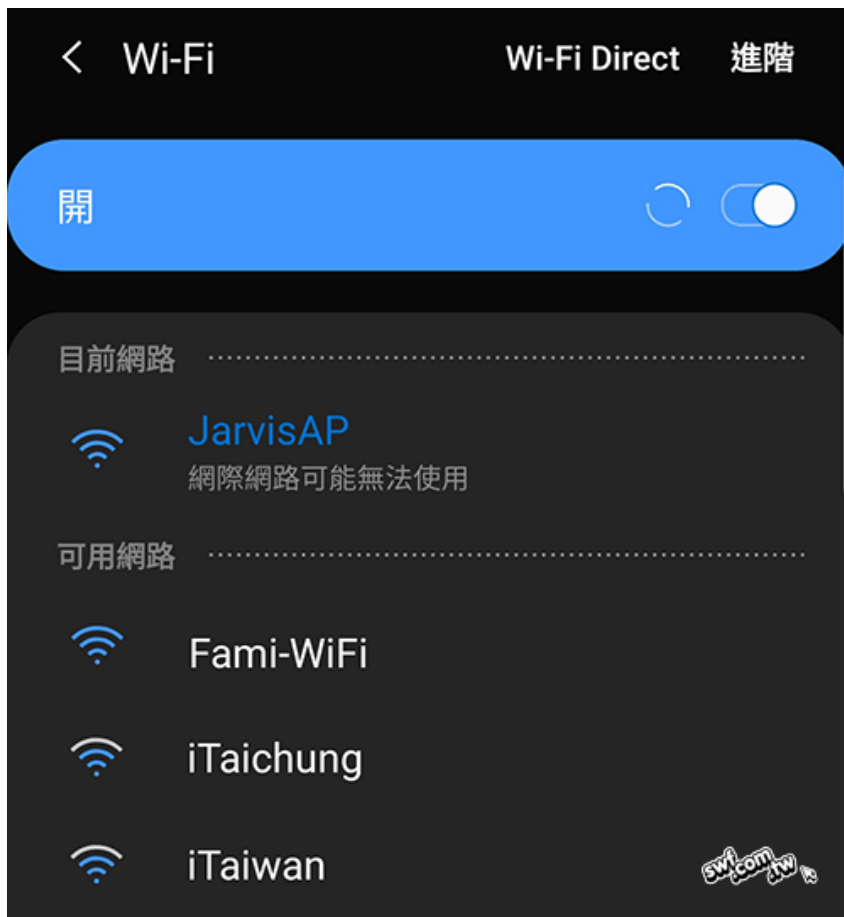 Wi-Fi Wi-Fi Direct 進階
開
目前網路
JarvisAP
網際網路可能無法使用
可用網路
Fami-WiFi
iTaichung
iTaiwan
swf.com.tw